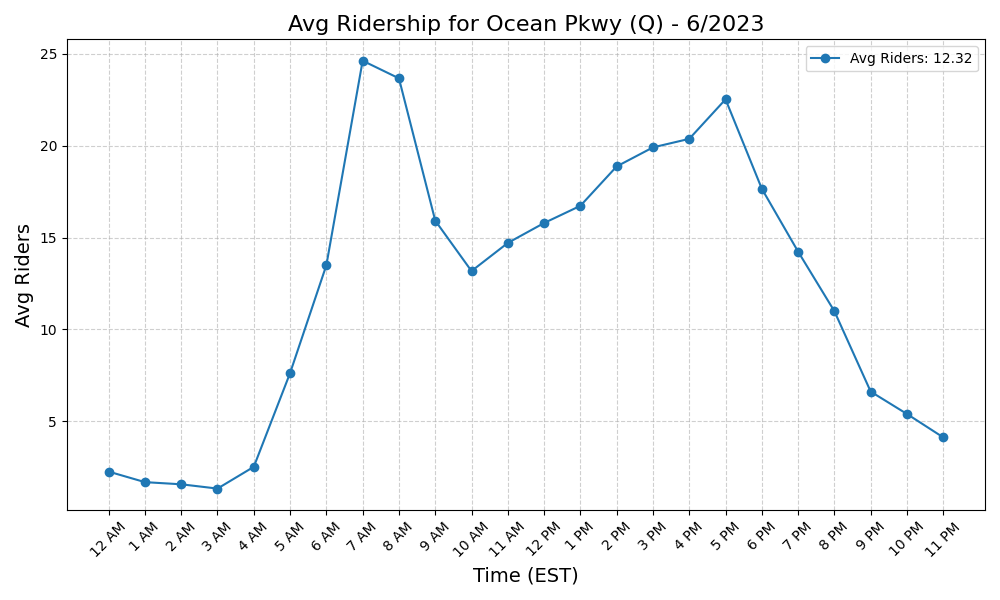 Avg Ridership for Ocean Pkwy (Q) - 6/2023
Avg Riders: 12.32
Avg Riders
25
20
15
10
5
12 AM
1 AM
2 AM
3 AM
4 AM
5 AM
6 AM
7 AM
8 AM
9 AM
10 AM
11 AM
12 PM
1 PM
2 PM
3 PM
4 PM
5 PM
6 PM
7 PM
8 PM
9 PM
10 PM
11 PM
Time (EST)